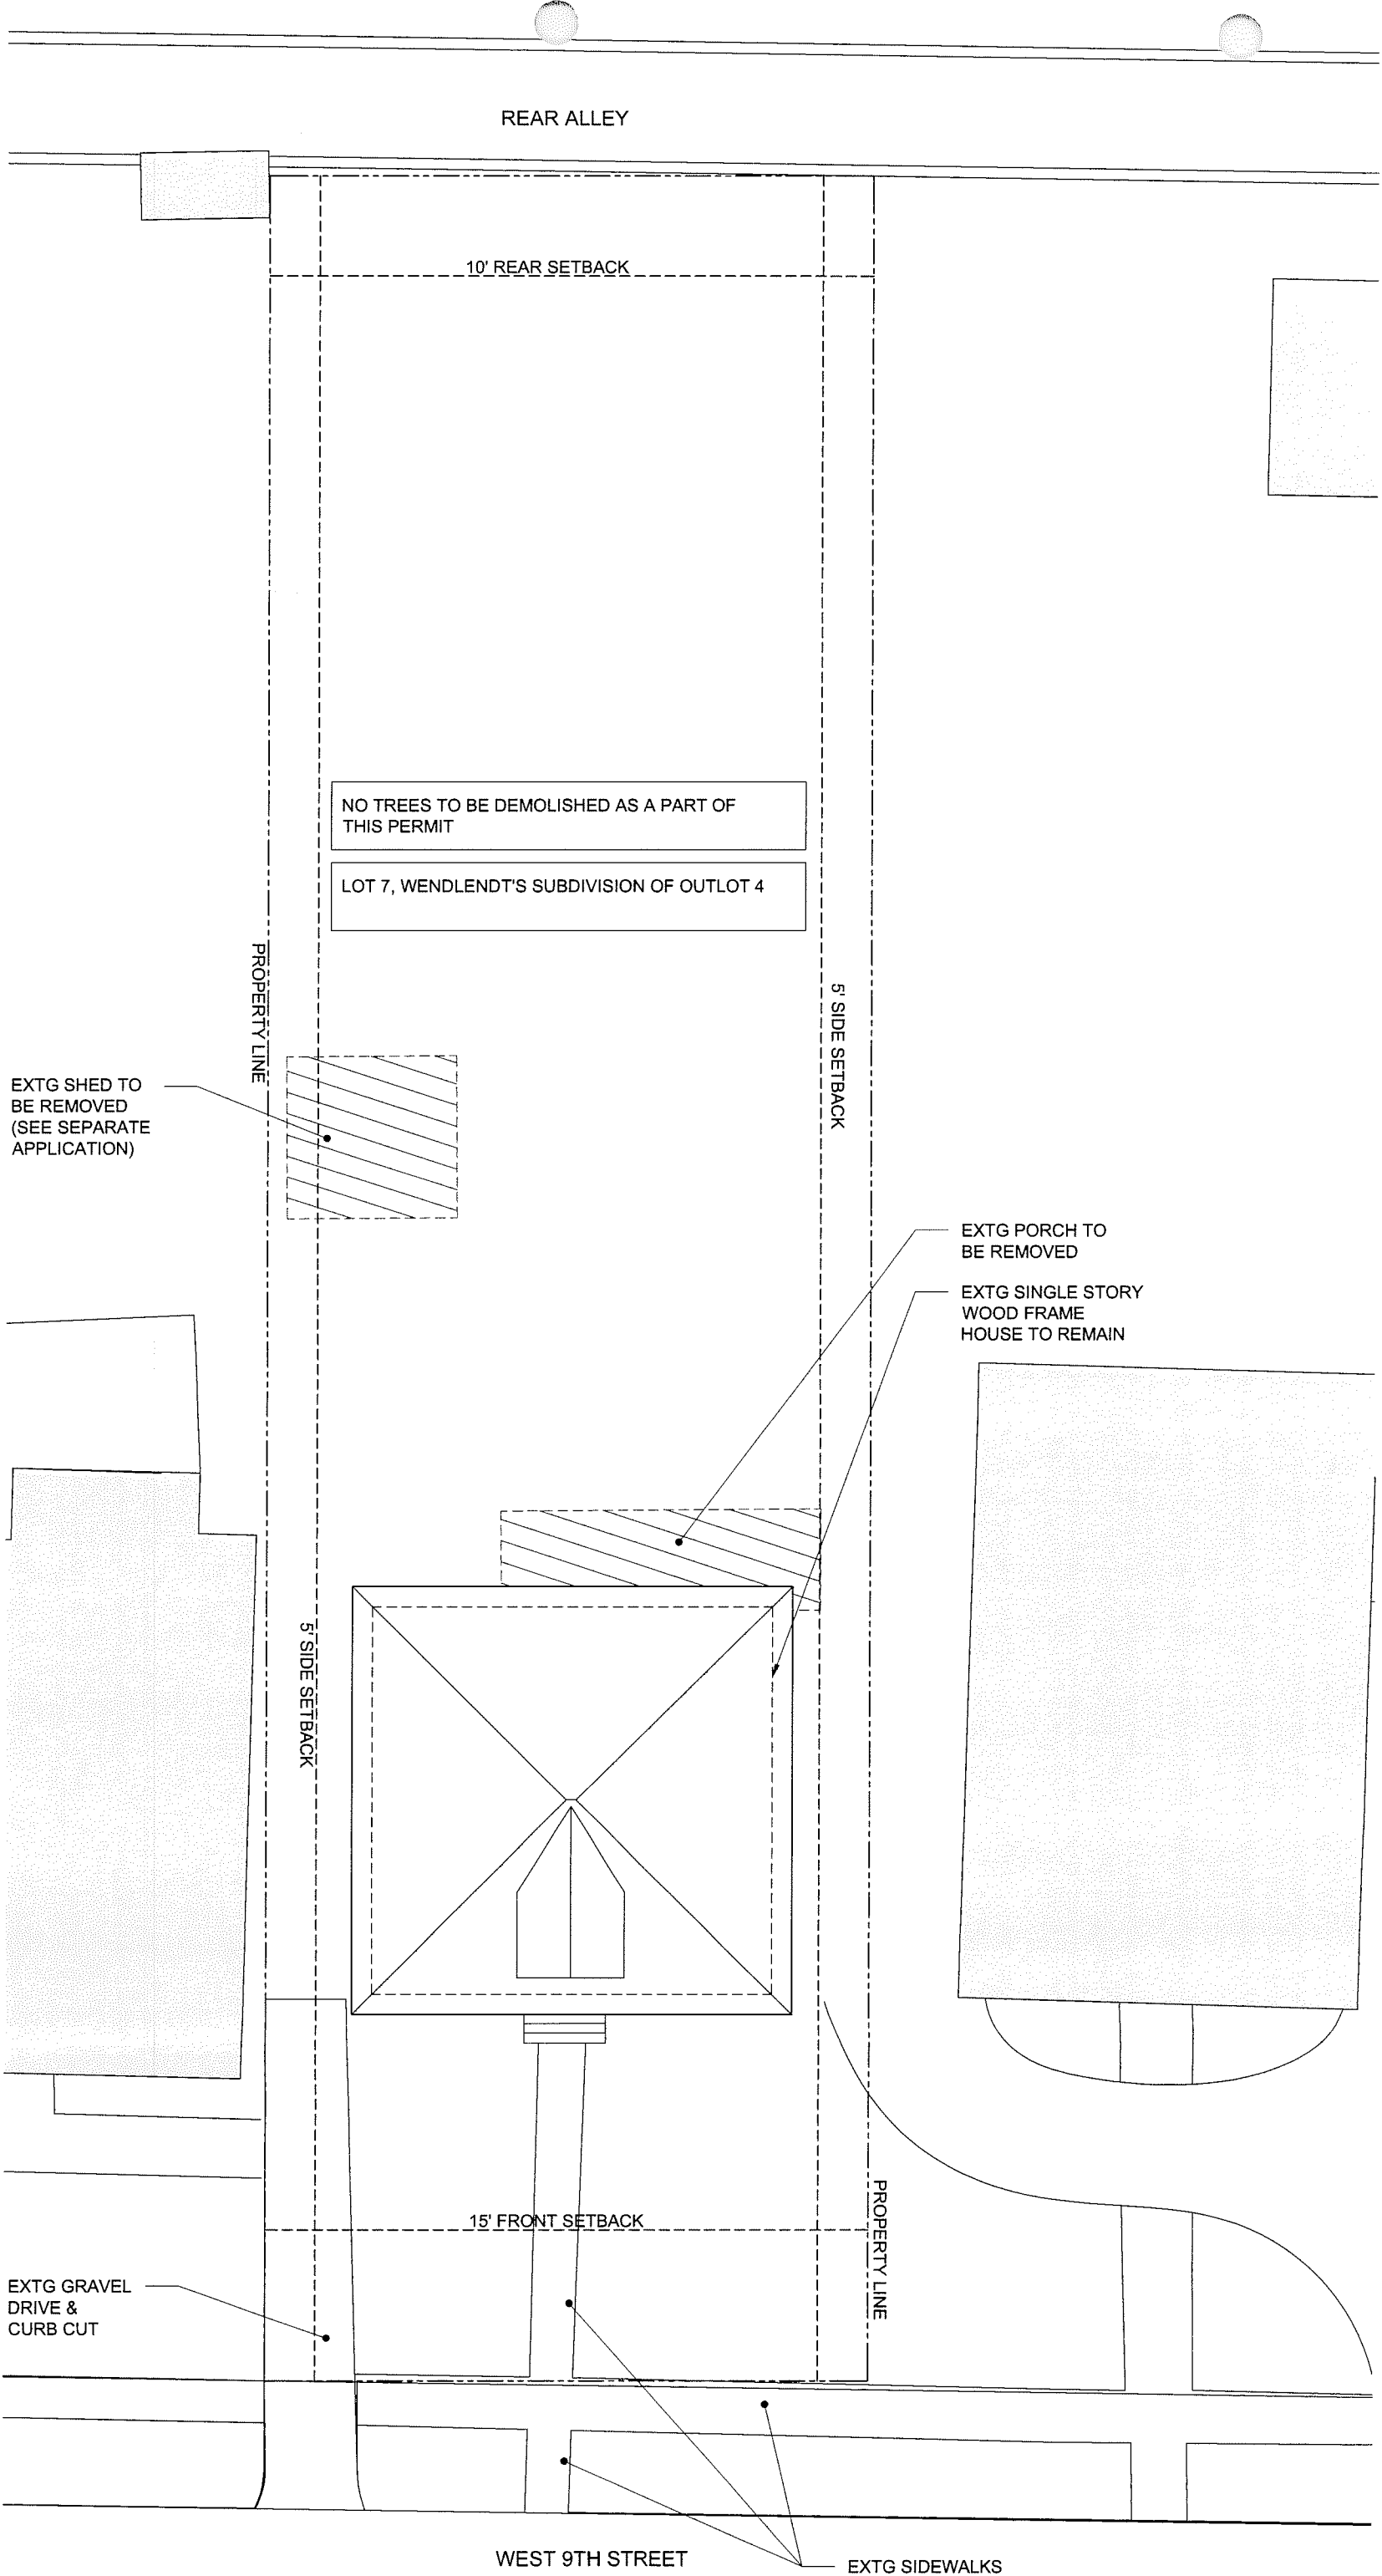 REAR ALLEY
10' REAR SETBACK
NO TREES TO BE DEMOLISHED AS A PART OF
THIS PERMIT
LOT 7, WENDLENDT'S SUBDIVISION OF OUTLOT 4
PROPERTY LINE
5' SIDE SETBACK
EXTG SHED TO
BE REMOVED
(SEE SEPARATE
APPLICATION)
EXTG PORCH TO
BE REMOVED
EXTG SINGLE STORY
WOOD FRAME
HOUSE TO REMAIN
5' SIDE SETBACK
PROPERTY LINE
15' FRONT SETBACK
EXTG GRAVEL
DRIVE &
CURB CUT
WEST 9TH STREET
EXTG SIDEWALKS